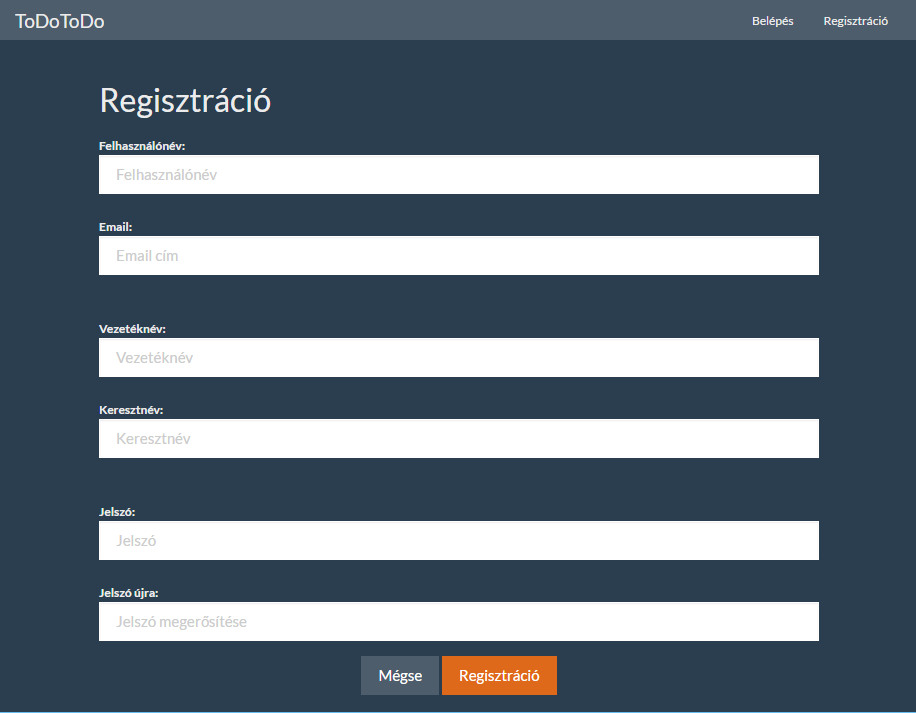 ToDoToDo Belépés Regisztráció
Regisztráció
Felhasználónév:
Felhasználónév
Email:
Email cím
Vezetéknév:
Vezetéknév
Keresztnév:
Keresztnév
Jelszó:
Jelszó
Jelszó újra:
Jelszó megerősítése
Mégse Regisztráció